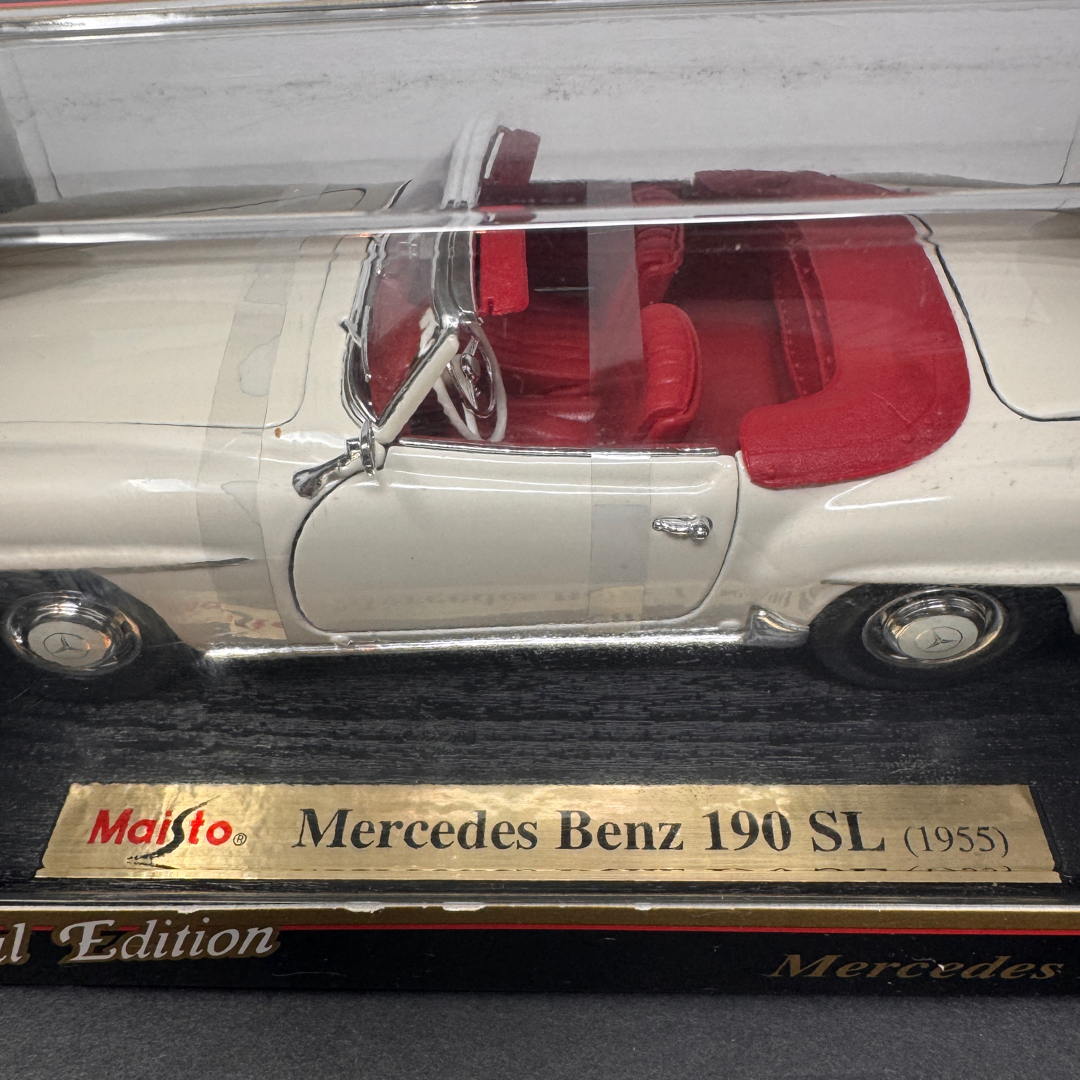 Maisto® Mercedes Benz 190 SL (1955)
Edition
Mercedes